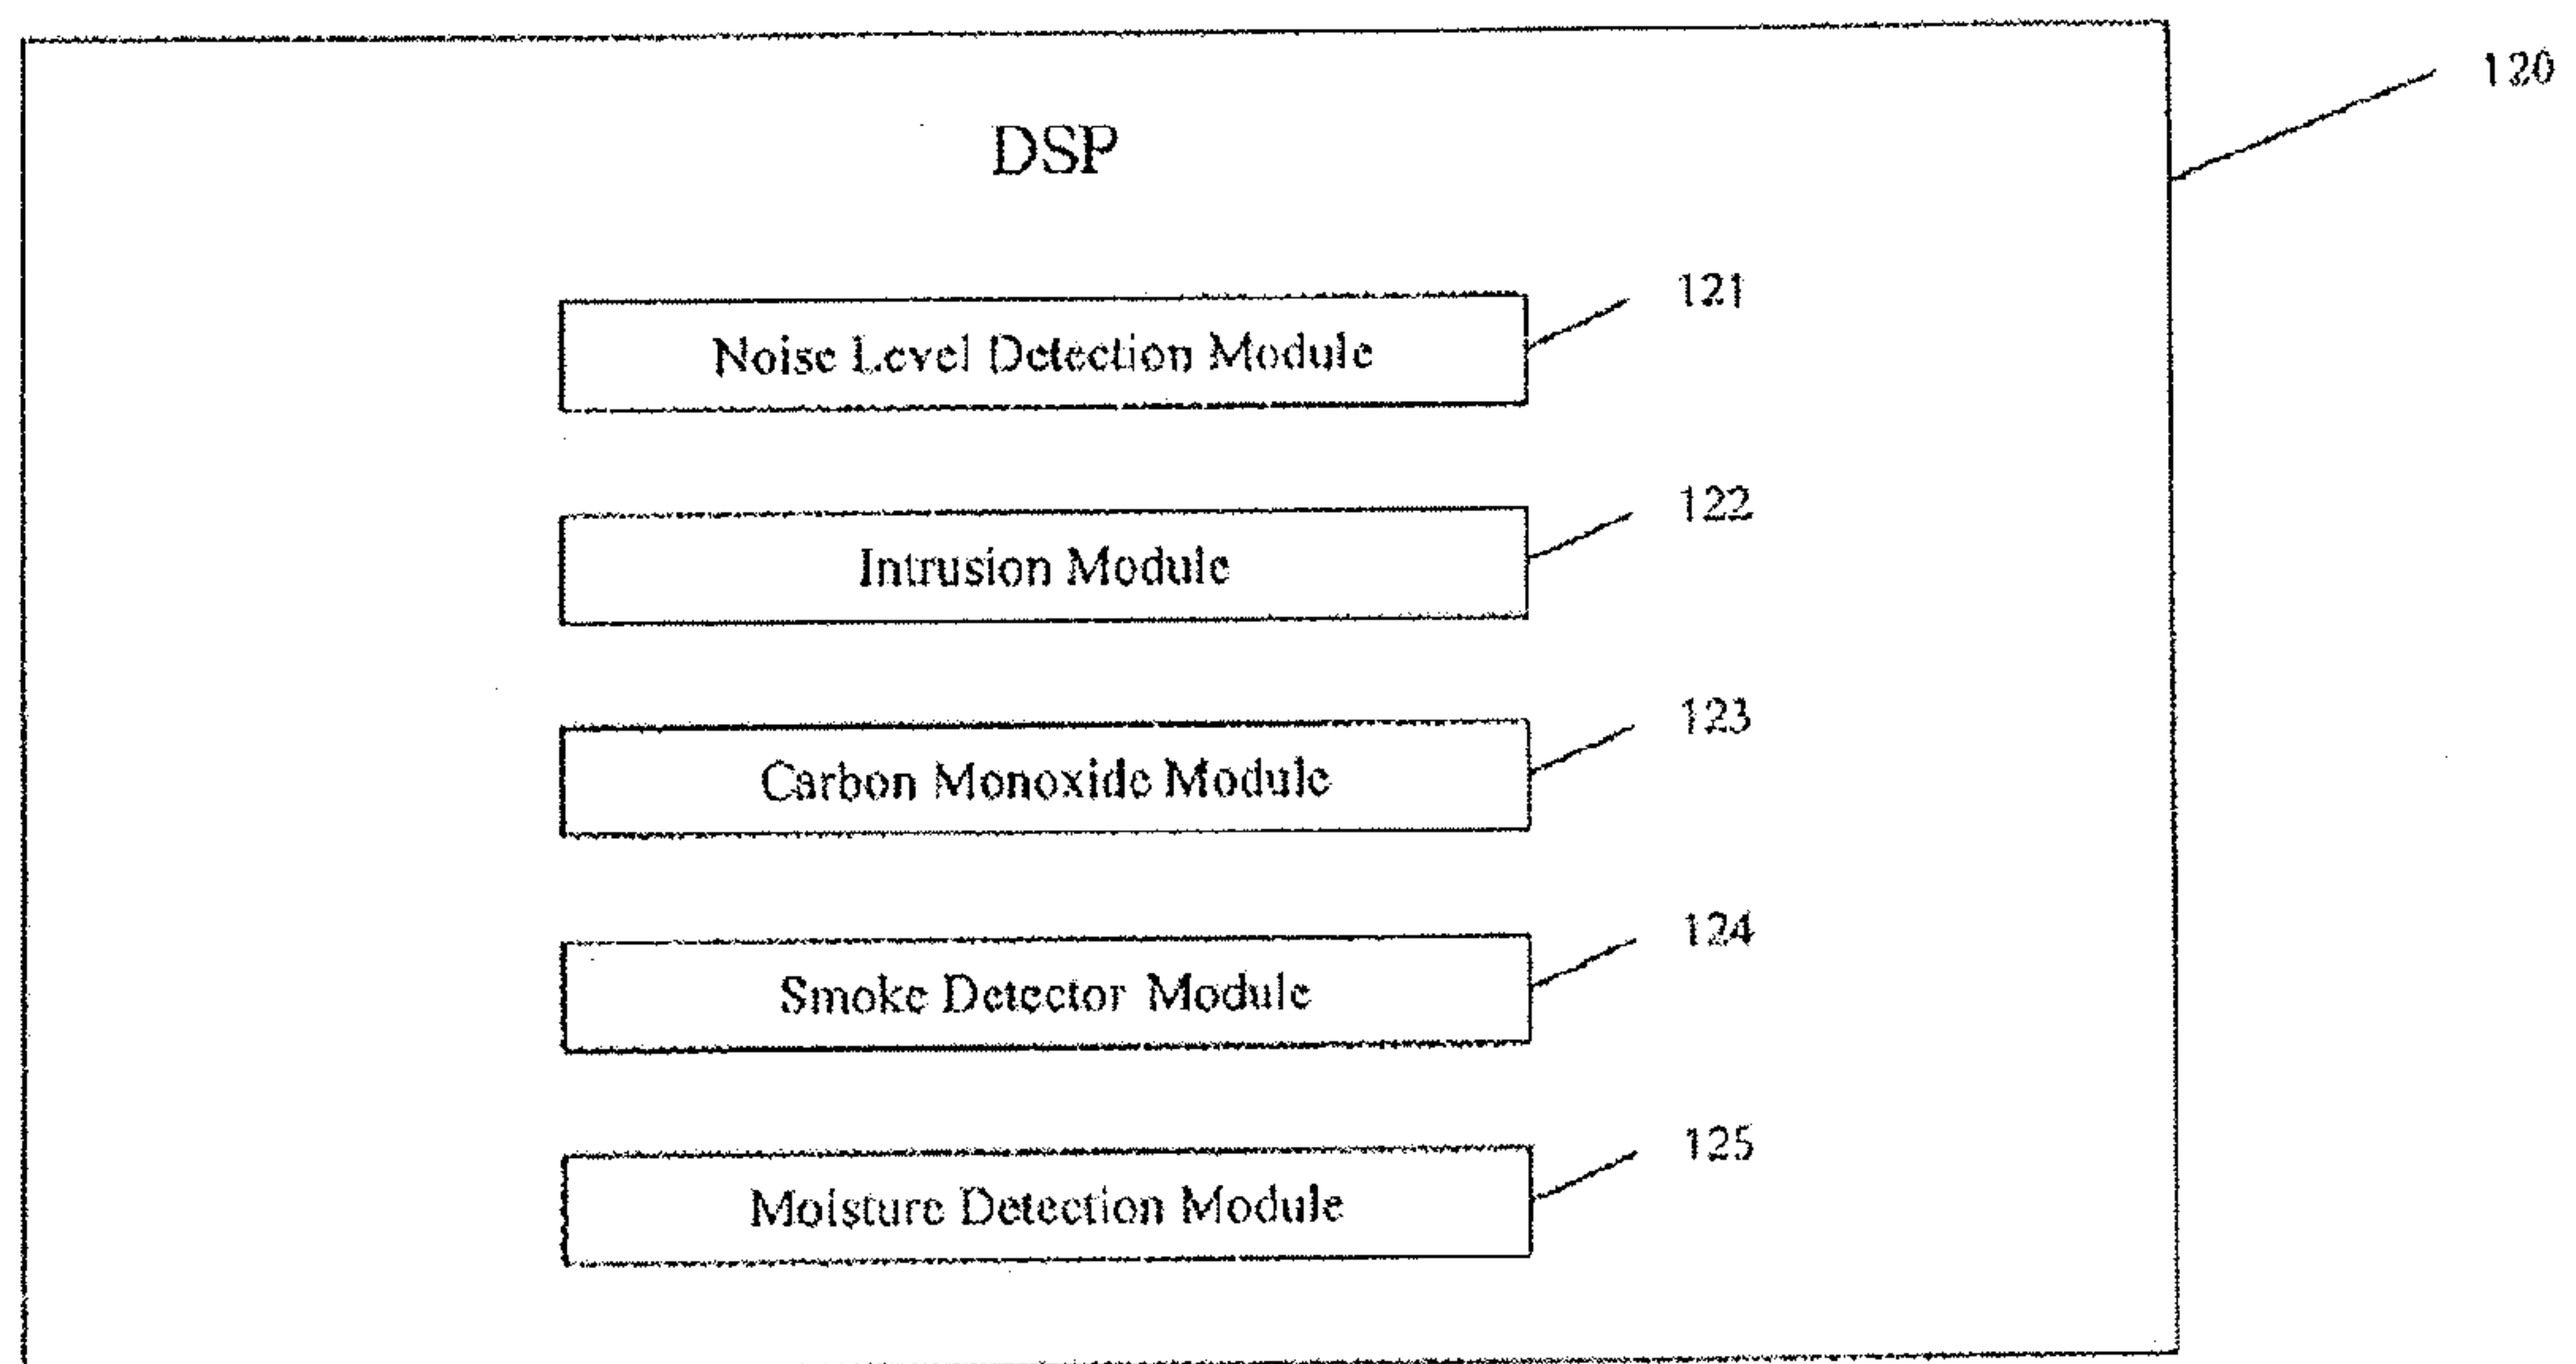 120
DSP
121
Noise Level Detection Module
122
Intrusion Module
123
Carbon Monoxide Module
124
Smoke Detector Module
125
Moisture Detection Module